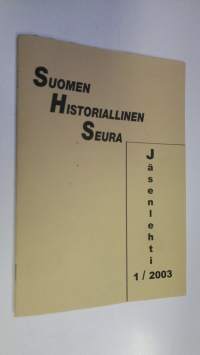 SUOMEN
HISTORIALLINEN
SEURA
Jäsenlehti
1/2003